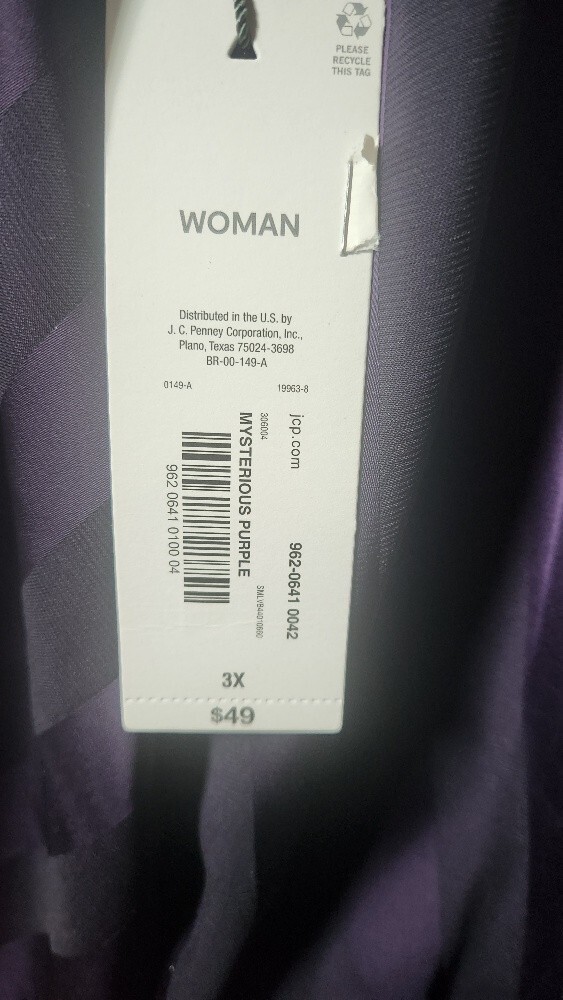 PLEASE
RECYCLE
THIS TAG
WOMAN
Distributed in the U.S. by
J. C. Penney Corporation, Inc.,
Plano, Texas 75024-3698
BR-00-149-A
0149-A
19963-8
jcp.com
962-0641 0042
306004
MYSTERIOUS PURPLE
962 0641 0100 04
3X
$49